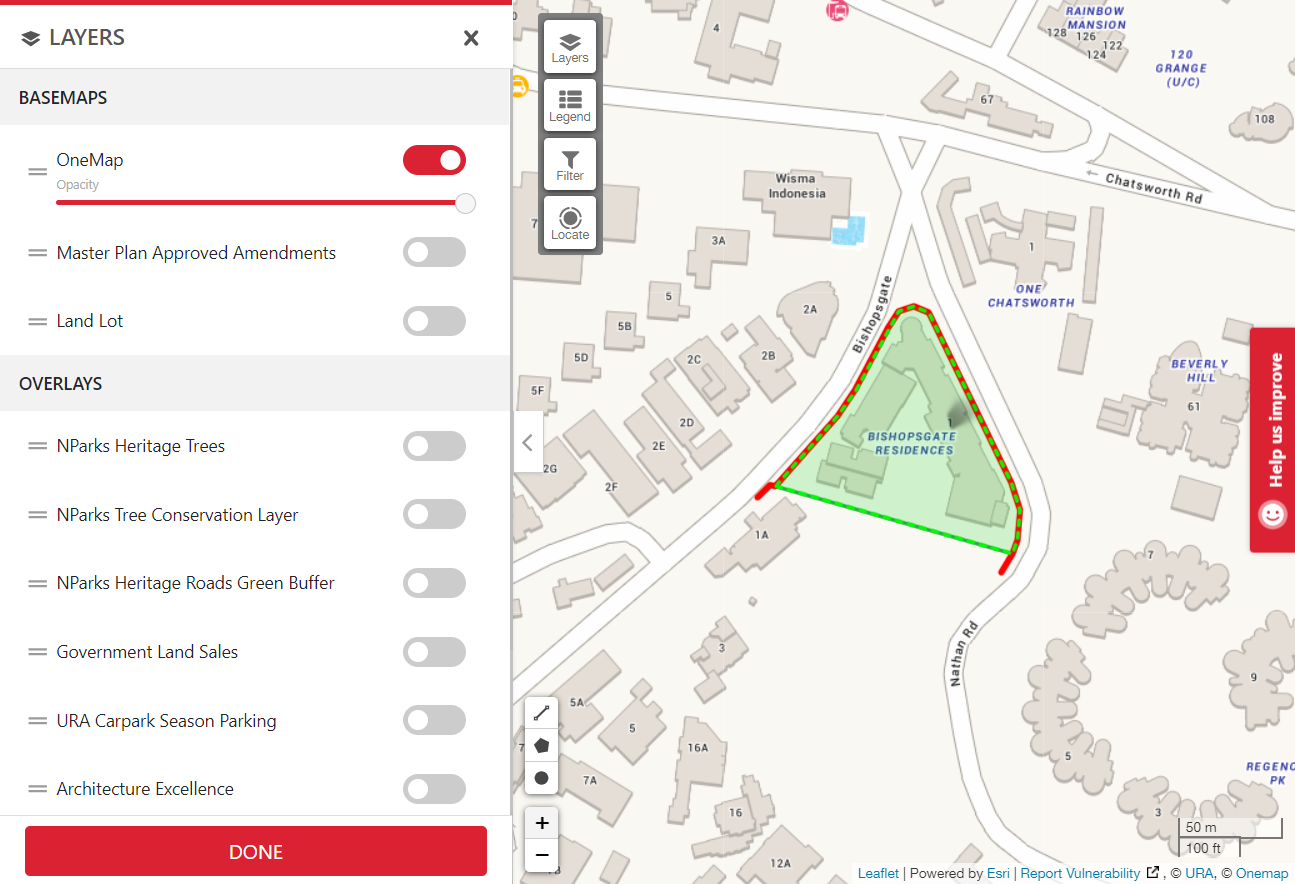 LAYERS
BASEMAPS
OneMap
Opacity
Master Plan Approved Amendments
Land Lot
OVERLAYS
NParks Heritage Trees
NParks Tree Conservation Layer
NParks Heritage Roads Green Buffer
Government Land Sales
URA Carpark Season Parking
Architecture Excellence
DONE
Layers
Legend
Filter
Locate
4
RAINBOW
MANSION
128
126
122
124
120
GRANGE
(U/C)
67
108
← Chatsworth Rd
Wisma
Indonesia
7
3A
1
ONE
CHATSWORTH
5
2A
Bishopsgate
5B
5D
2C
2B
5F
BEVERLY
HILL
61
2D
1
BISHOPSGATE
RESIDENCES
2E
2G
2F
1A
7
3
Nathan Rd
9
5A
5
7
16A
5
7A
REGENC
PK
16
3
12A
+
−
Help us improve
50 m
100 ft
Leaflet | Powered by Esri | Report Vulnerability , © URA, © Onemap